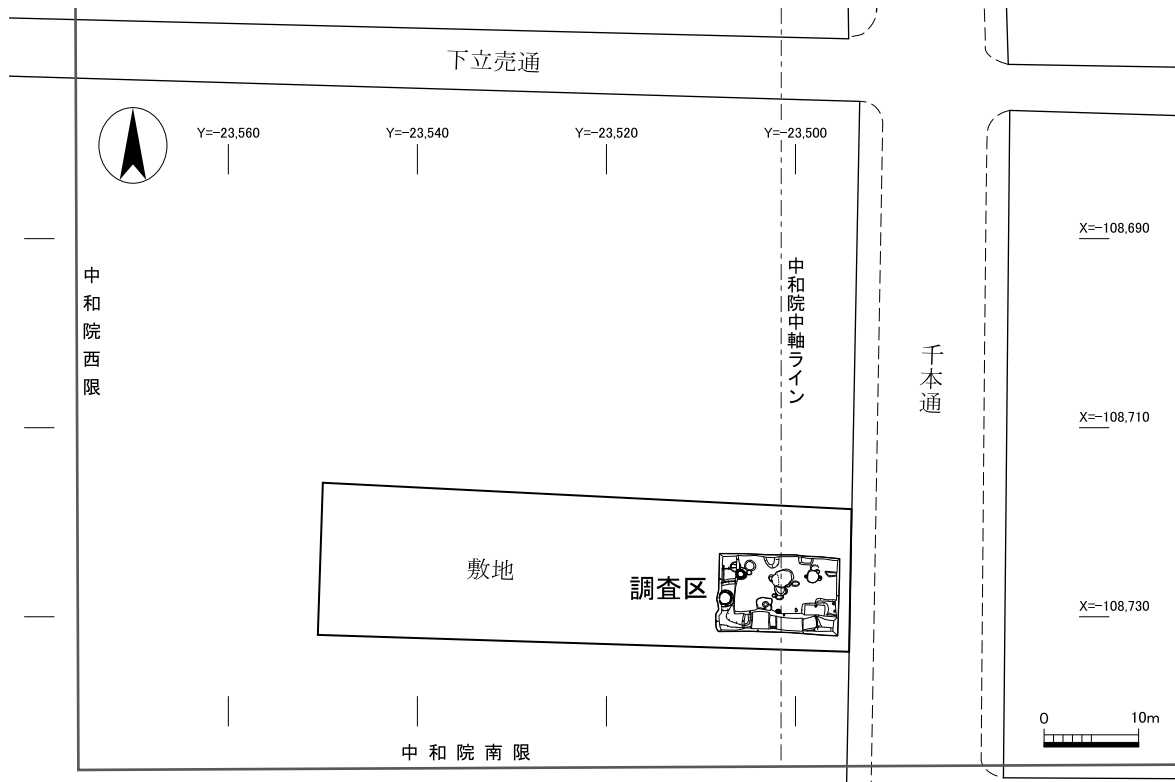 下立売通
Y=-23,560
Y=-23,540
Y=-23,520
Y=-23,500
X=-108,690
中和院西限
中和院中軸ライン
千本通
X=-108,710
敷地
調査区
X=-108,730
0 10m
中和院南限